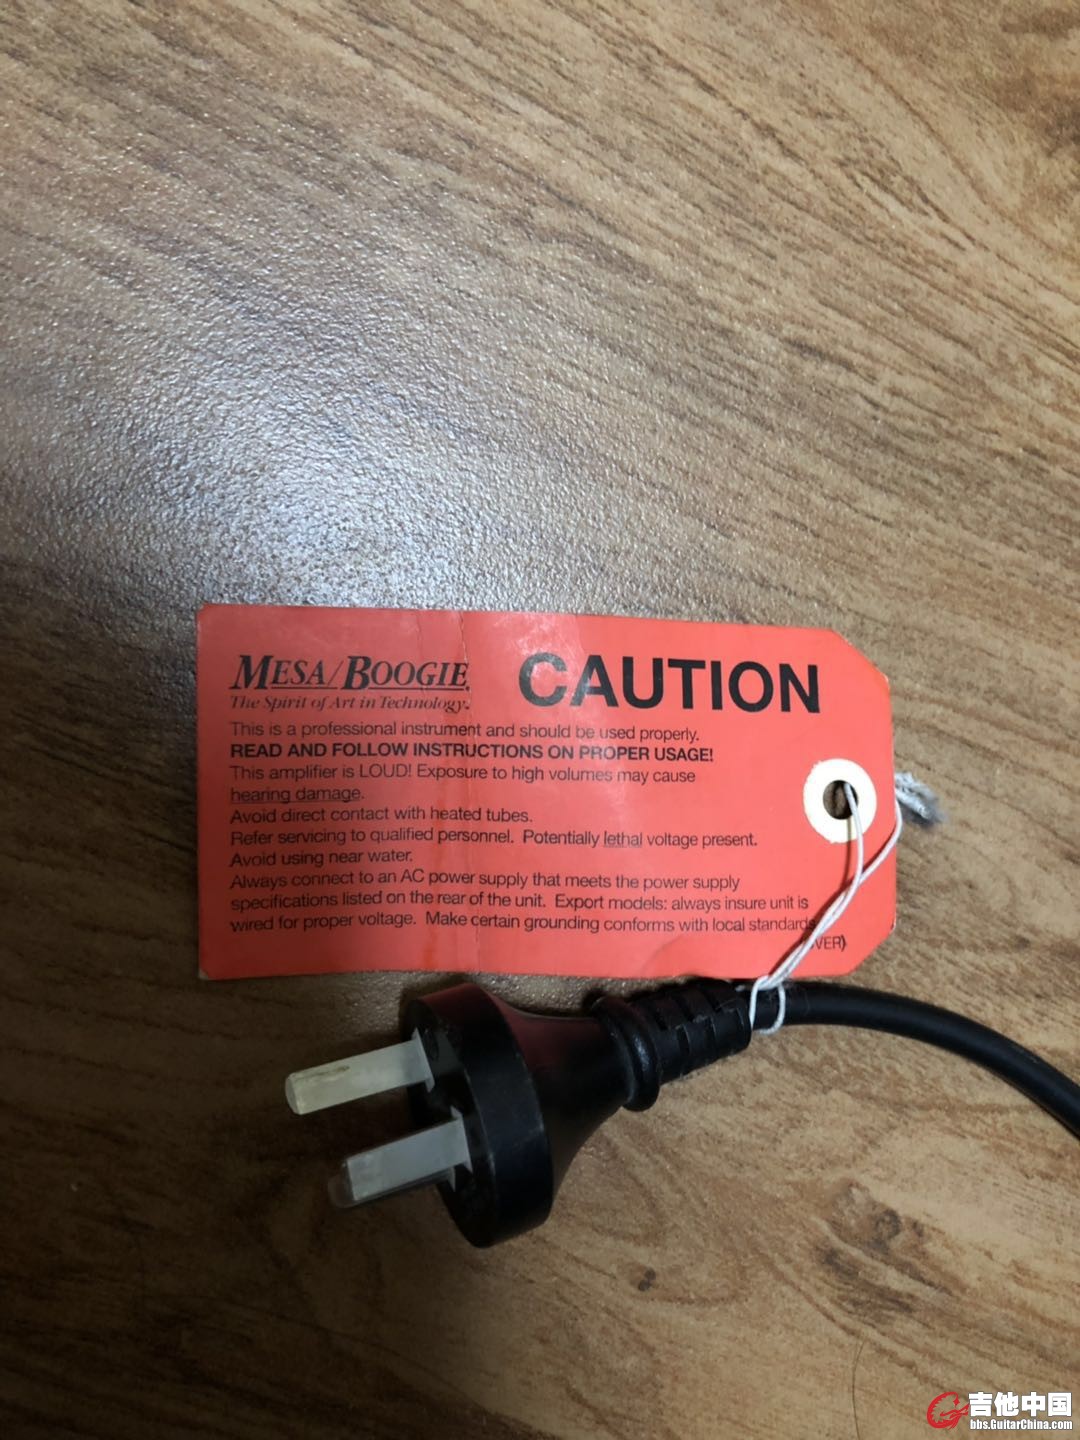 MESA/BOOGIE
The Spirit of Art in Technology.
CAUTION
This is a professional instrument and should be used properly.
READ AND FOLLOW INSTRUCTIONS ON PROPER USAGE!
This amplifier is LOUD! Exposure to high volumes may cause
hearing damage.
Avoid direct contact with heated tubes.
Refer servicing to qualified personnel. Potentially lethal voltage present.
Avoid using near water.
Always connect to an AC power supply that meets the power supply
specifications listed on the rear of the unit. Export models: always insure unit is
wired for proper voltage. Make certain grounding conforms with local standards
吉他中国
bbs.GuitarChina.com